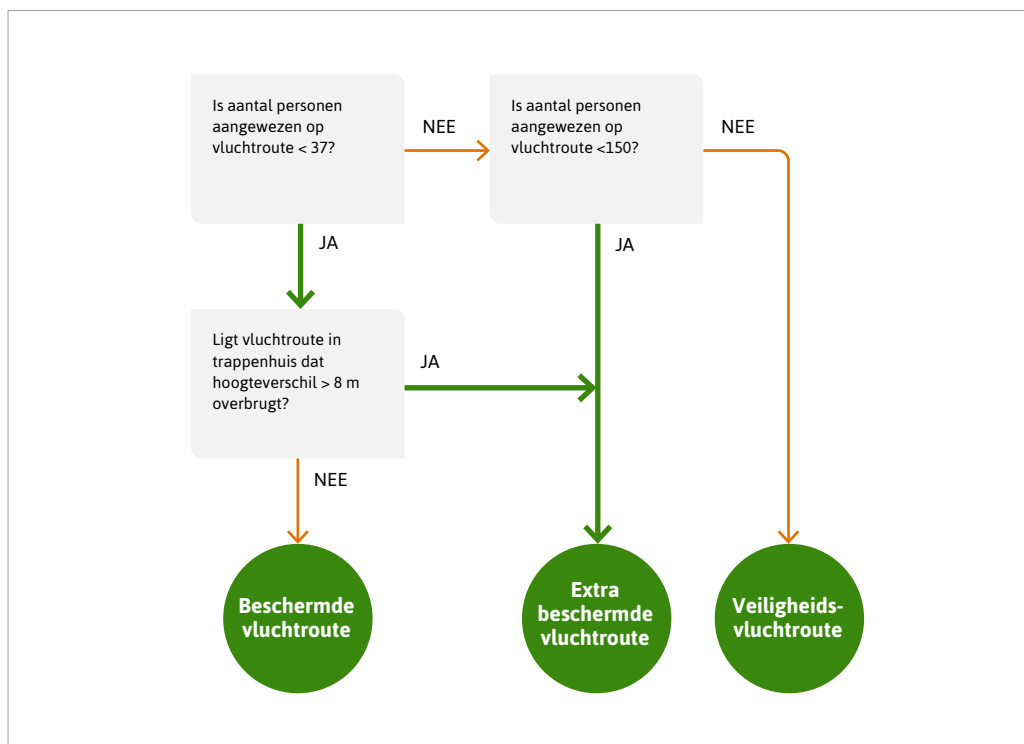 Is aantal personen
aangewezen op
vluchtroute < 37?
NEE
Is aantal personen
aangewezen op
vluchtroute <150?
NEE
JA
JA
Ligt vluchtroute in
trappenhuis dat
hoogteverschil > 8 m
overbrugt?
JA
NEE
Beschermde
vluchtroute
Extra
beschermde
vluchtroute
Veiligheids-
vluchtroute